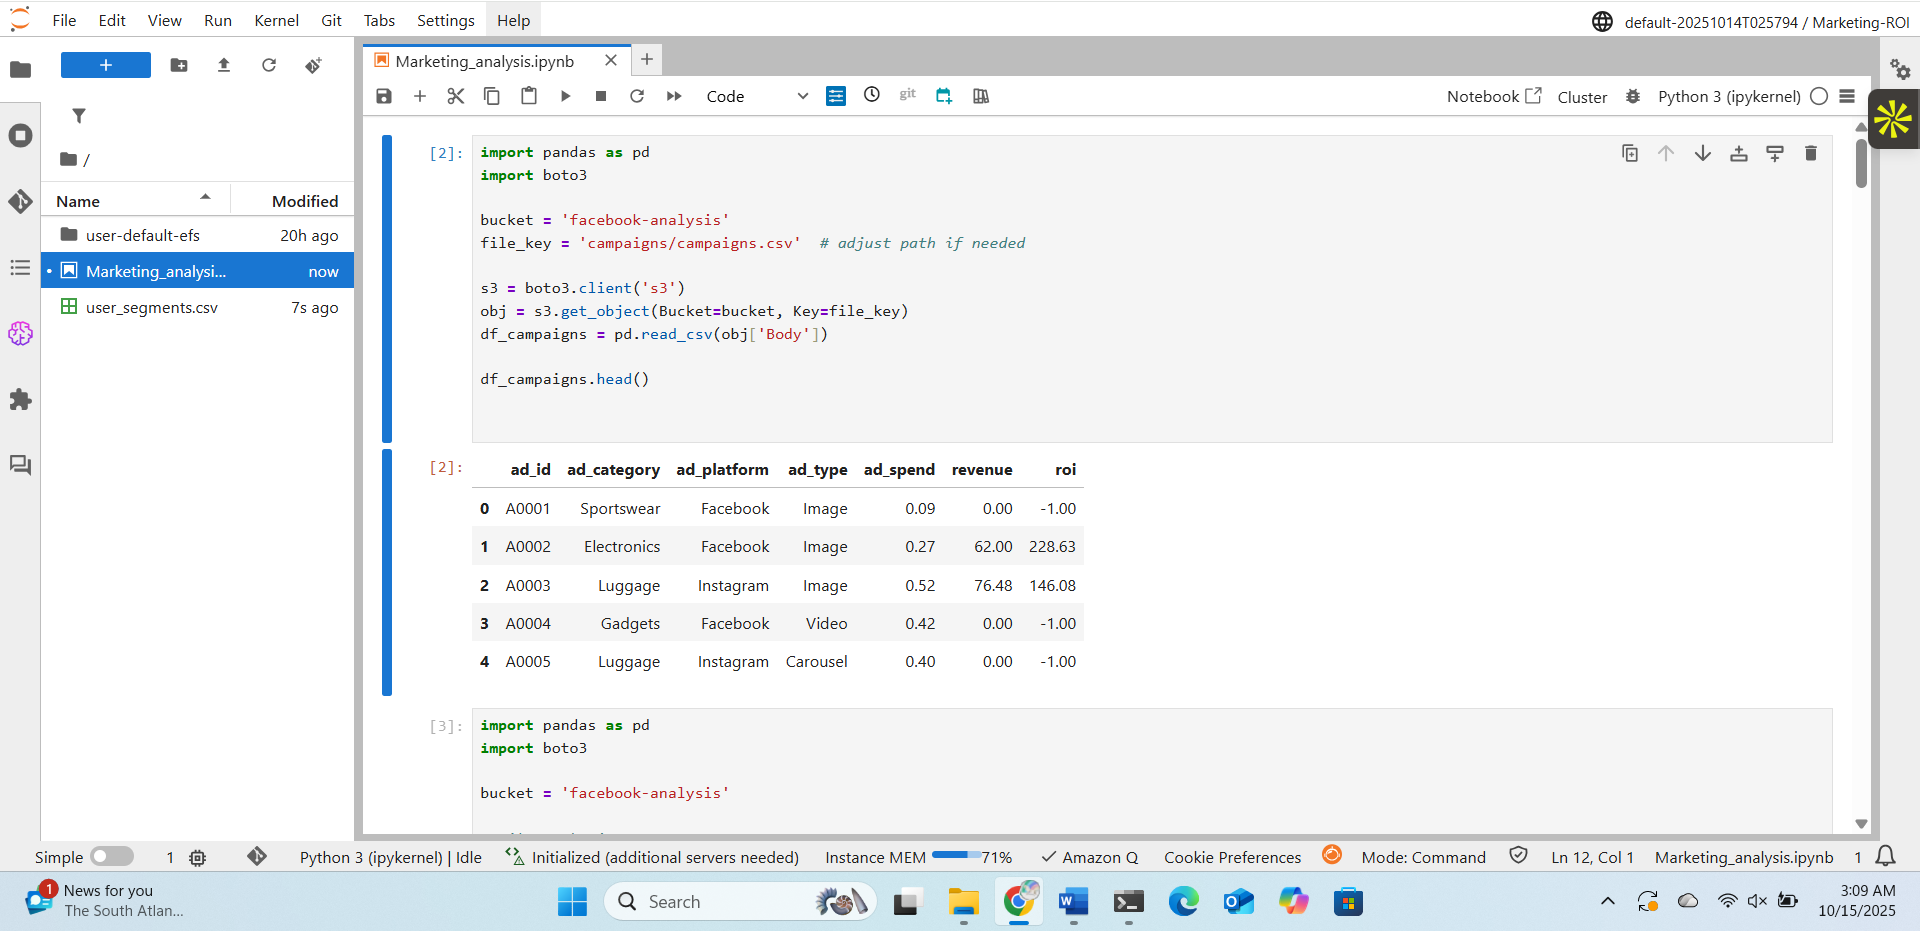 File Edit View Run Kernel Git Tabs Settings Help
default-20251014T025794 / Marketing-ROI
Marketing_analysis.ipynb
Code
git
Notebook
Cluster
Python 3 (ipykernel)
/
Name Modified
user-default-efs 20h ago
Marketing_analysi... now
user_segments.csv 7s ago
[2]:
import pandas as pd
import boto3
bucket = 'facebook-analysis'
file_key = 'campaigns/campaigns.csv'  # adjust path if needed
s3 = boto3.client('s3')
obj = s3.get_object(Bucket=bucket, Key=file_key)
df_campaigns = pd.read_csv(obj['Body'])
df_campaigns.head()
[2]:
ad_id ad_category ad_platform ad_type ad_spend revenue roi
0 A0001 Sportswear Facebook Image 0.09 0.00 -1.00
1 A0002 Electronics Facebook Image 0.27 62.00 228.63
2 A0003 Luggage Instagram Image 0.52 76.48 146.08
3 A0004 Gadgets Facebook Video 0.42 0.00 -1.00
4 A0005 Luggage Instagram Carousel 0.40 0.00 -1.00
[3]:
import pandas as pd
import boto3
bucket = 'facebook-analysis'
Simple 1 Python 3 (ipykernel) | Idle Initialized (additional servers needed) Instance MEM 71% Amazon Q Cookie Preferences Mode: Command Ln 12, Col 1 Marketing_analysis.ipynb 1
1
News for you
The South Atlan...
Search
3:09 AM
10/15/2025